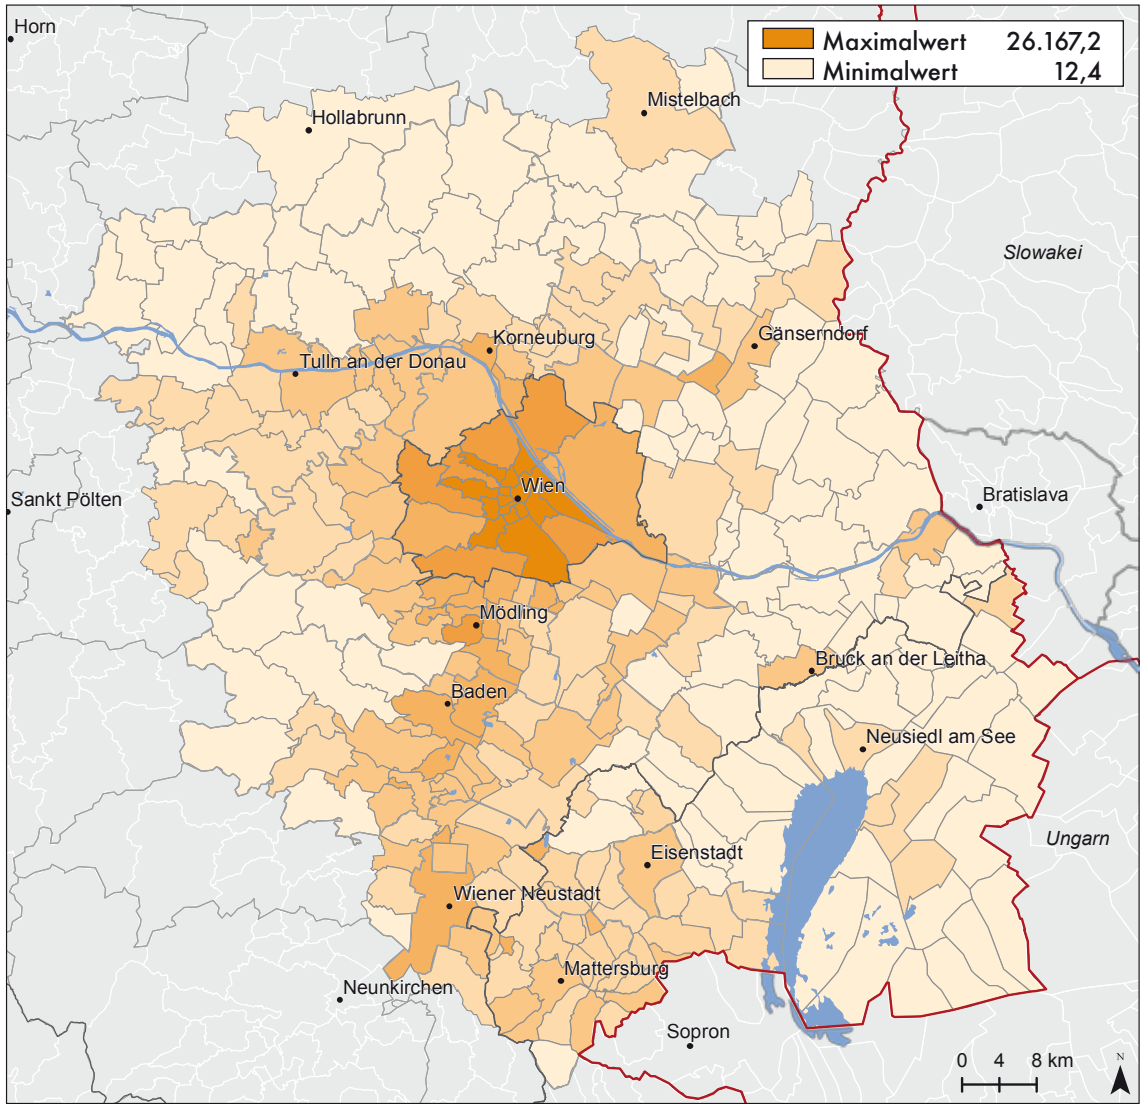 Horn
Maximalwert 26.167,2
Minimalwert 12,4
Mistelbach
Hollabrunn
Slowakei
Gänserndorf
Korneuburg
Tulln an der Donau
Wien
Bratislava
Sankt Pölten
Mödling
Bruck an der Leitha
Baden
Neusiedl am See
Ungarn
Eisenstadt
Wiener Neustadt
Mattersburg
Neunkirchen
Sopron
0 4 8 km
N